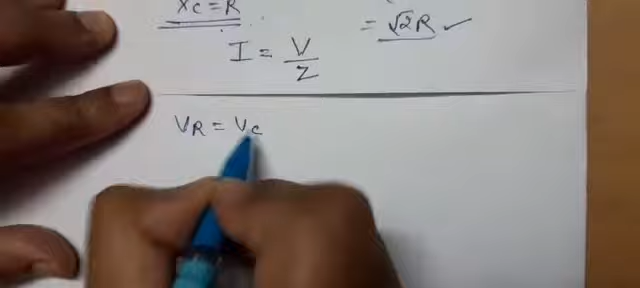 Xc = R
= √2R ✓
I = V/Z
VR = Vc